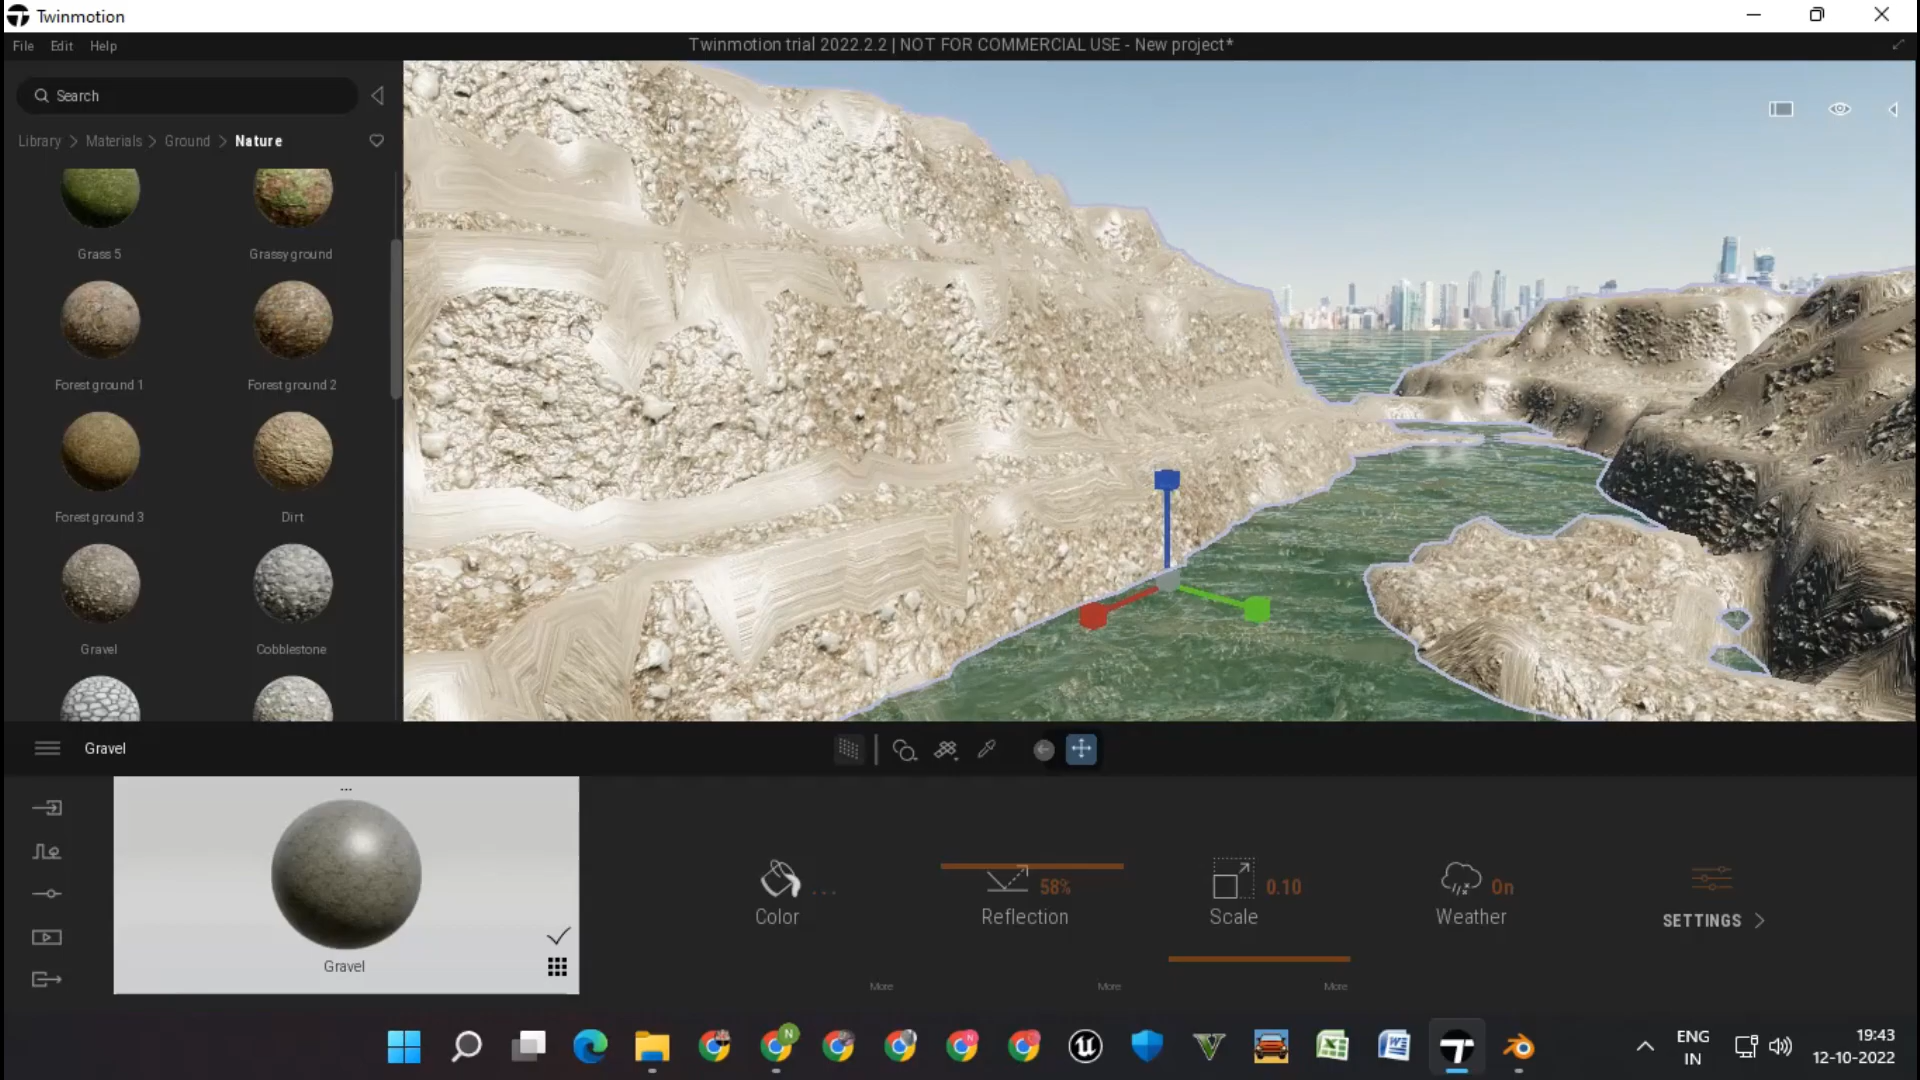 Twinmotion
File Edit Help
Twinmotion trial 2022.2.2 | NOT FOR COMMERCIAL USE - New project*
Search
Library > Materials > Ground > Nature
Grass 5
Grassy ground
Forest ground 1
Forest ground 2
Forest ground 3
Dirt
Gravel
Cobblestone
Gravel
...
Gravel
Color ...
58%
Reflection
0.10
Scale
On
Weather
SETTINGS >
More
More
More
ENG
IN
19:43
12-10-2022